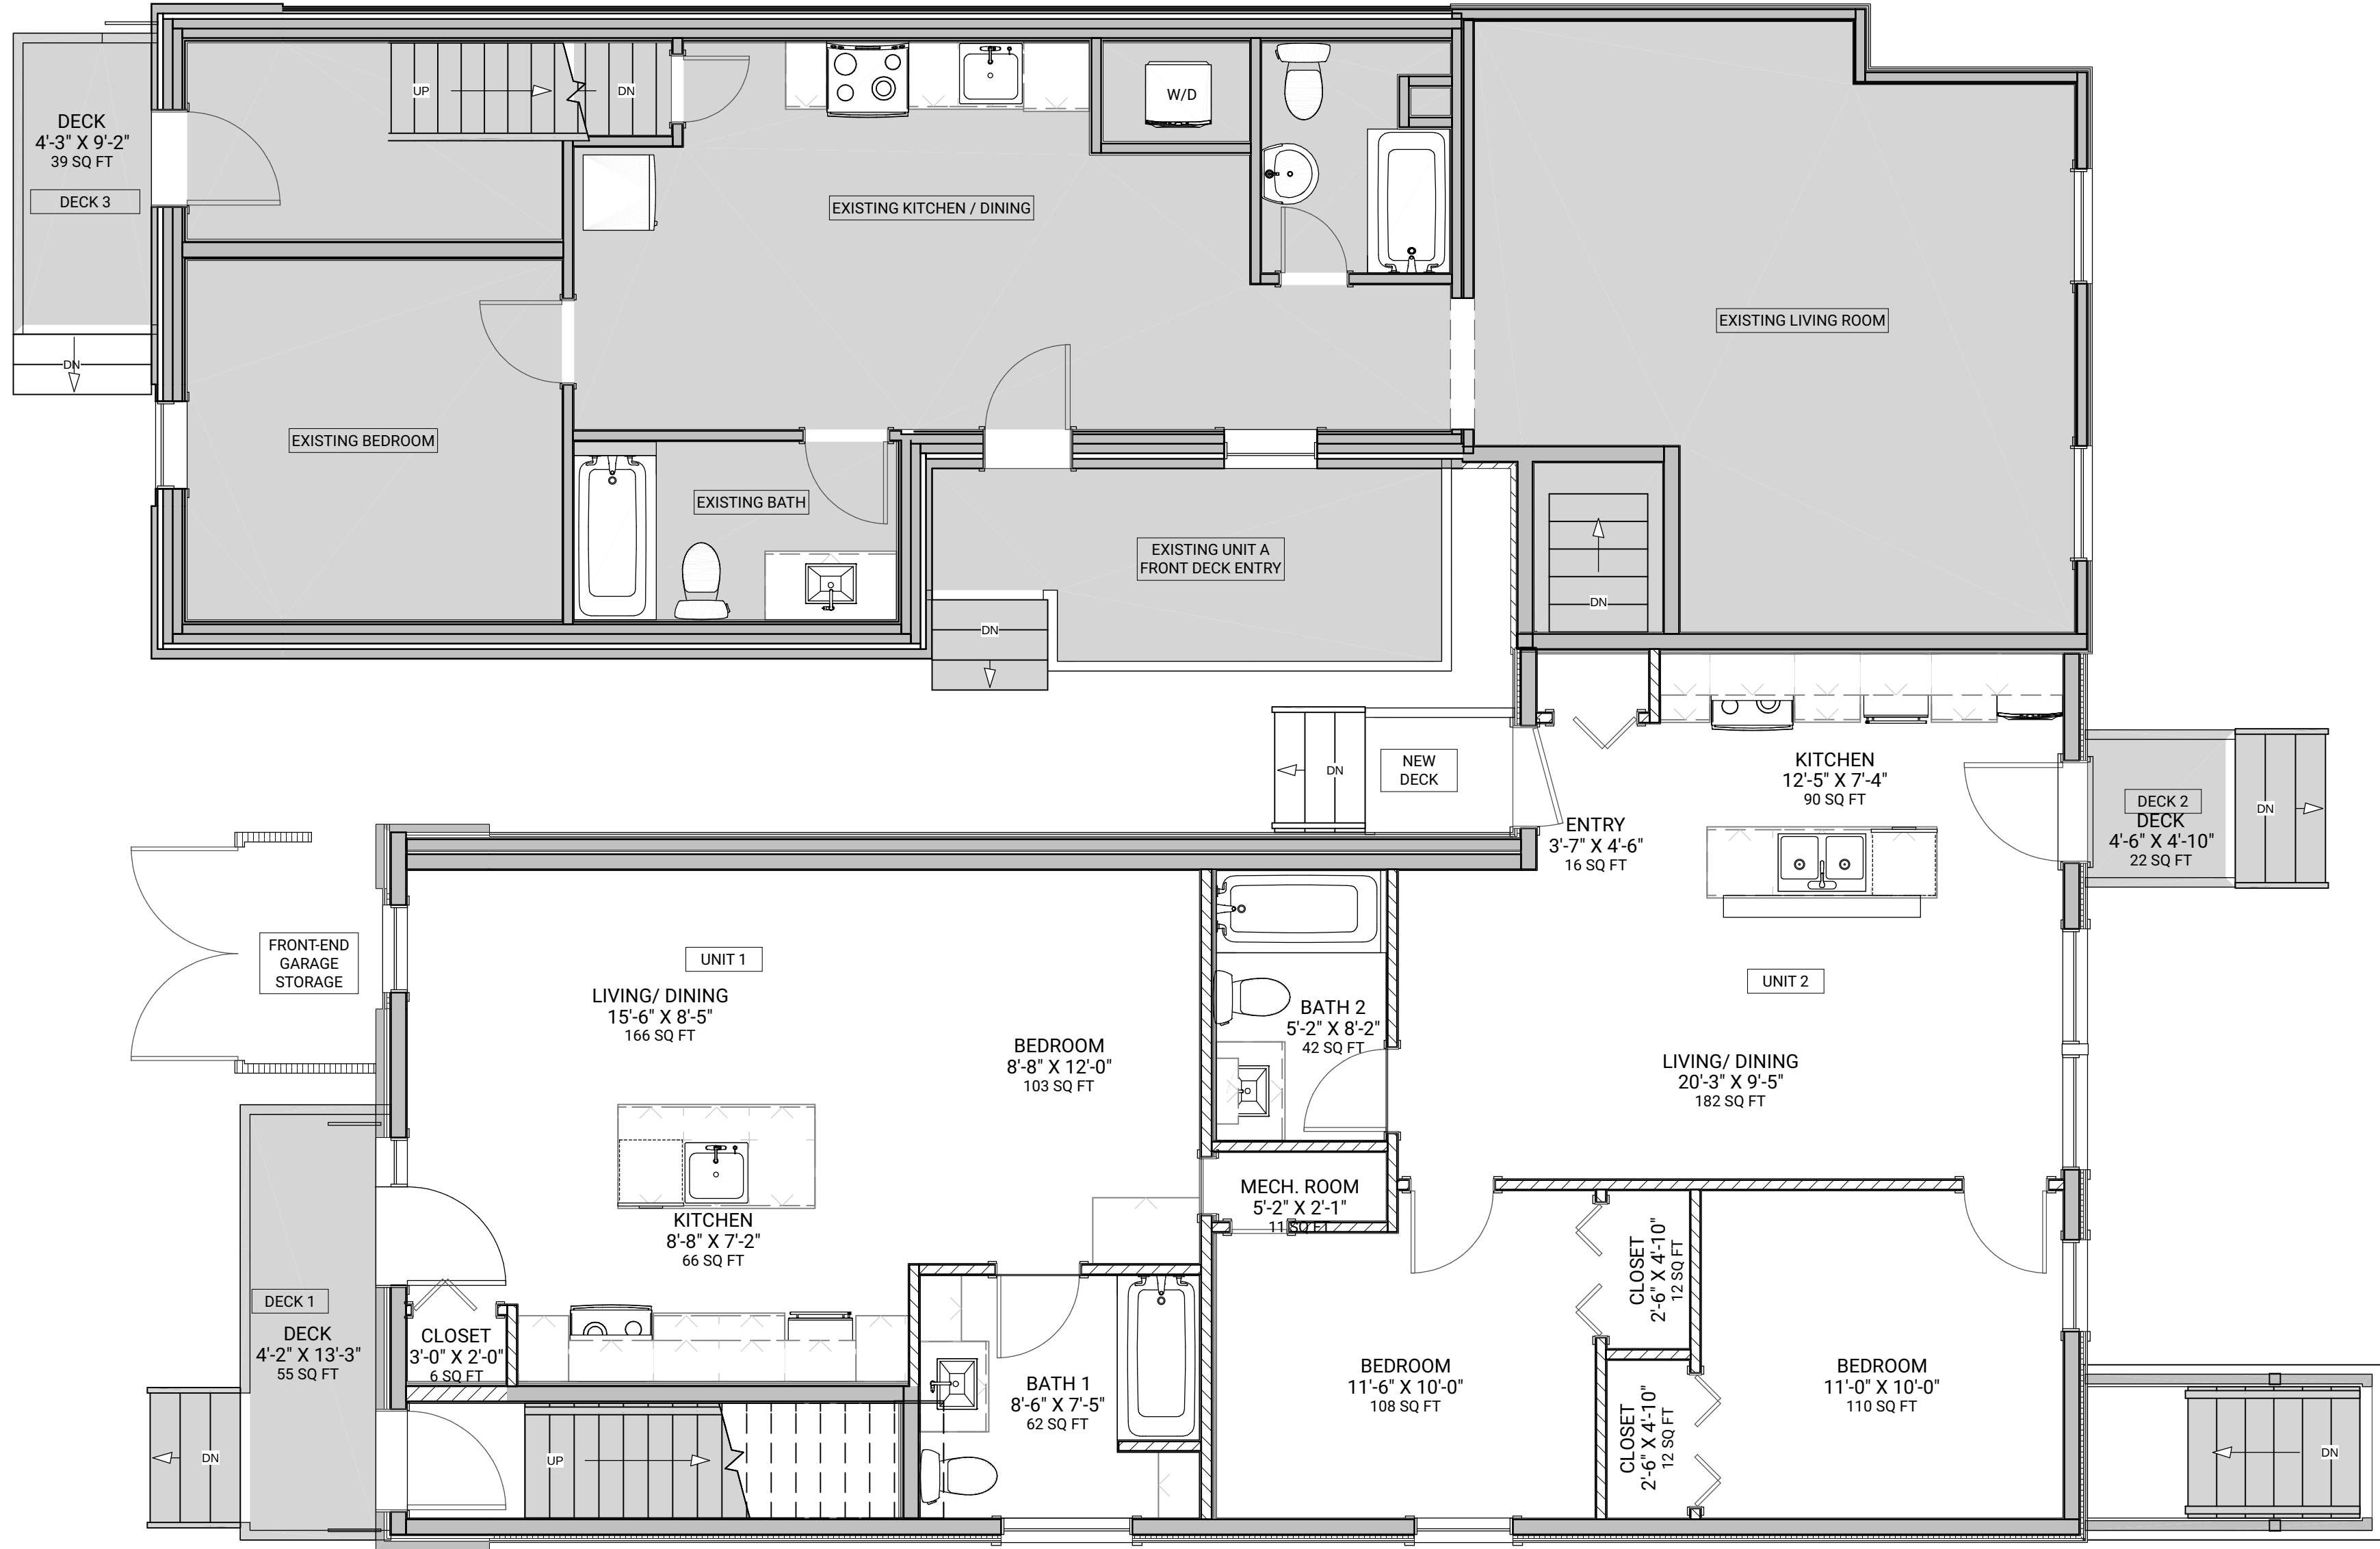 UP
DN
W/D
DECK
4'-3" X 9'-2"
39 SQ FT
DECK 3
DN
EXISTING KITCHEN / DINING
EXISTING LIVING ROOM
EXISTING BEDROOM
EXISTING BATH
EXISTING UNIT A
FRONT DECK ENTRY
DN
DN
NEW
DECK
DN
KITCHEN
12'-5" X 7'-4"
90 SQ FT
ENTRY
3'-7" X 4'-6"
16 SQ FT
DECK 2
DECK
4'-6" X 4'-10"
22 SQ FT
DN
FRONT-END
GARAGE
STORAGE
UNIT 1
LIVING/ DINING
15'-6" X 8'-5"
166 SQ FT
BEDROOM
8'-8" X 12'-0"
103 SQ FT
BATH 2
5'-2" X 8'-2"
42 SQ FT
UNIT 2
LIVING/ DINING
20'-3" X 9'-5"
182 SQ FT
MECH. ROOM
5'-2" X 2'-1"
11 SQ FT
KITCHEN
8'-8" X 7'-2"
66 SQ FT
CLOSET
2'-6" X 4'-10"
12 SQ FT
DECK 1
DECK
4'-2" X 13'-3"
55 SQ FT
CLOSET
3'-0" X 2'-0"
6 SQ FT
BATH 1
8'-6" X 7'-5"
62 SQ FT
BEDROOM
11'-6" X 10'-0"
108 SQ FT
CLOSET
2'-6" X 4'-10"
12 SQ FT
BEDROOM
11'-0" X 10'-0"
110 SQ FT
DN
UP
DN